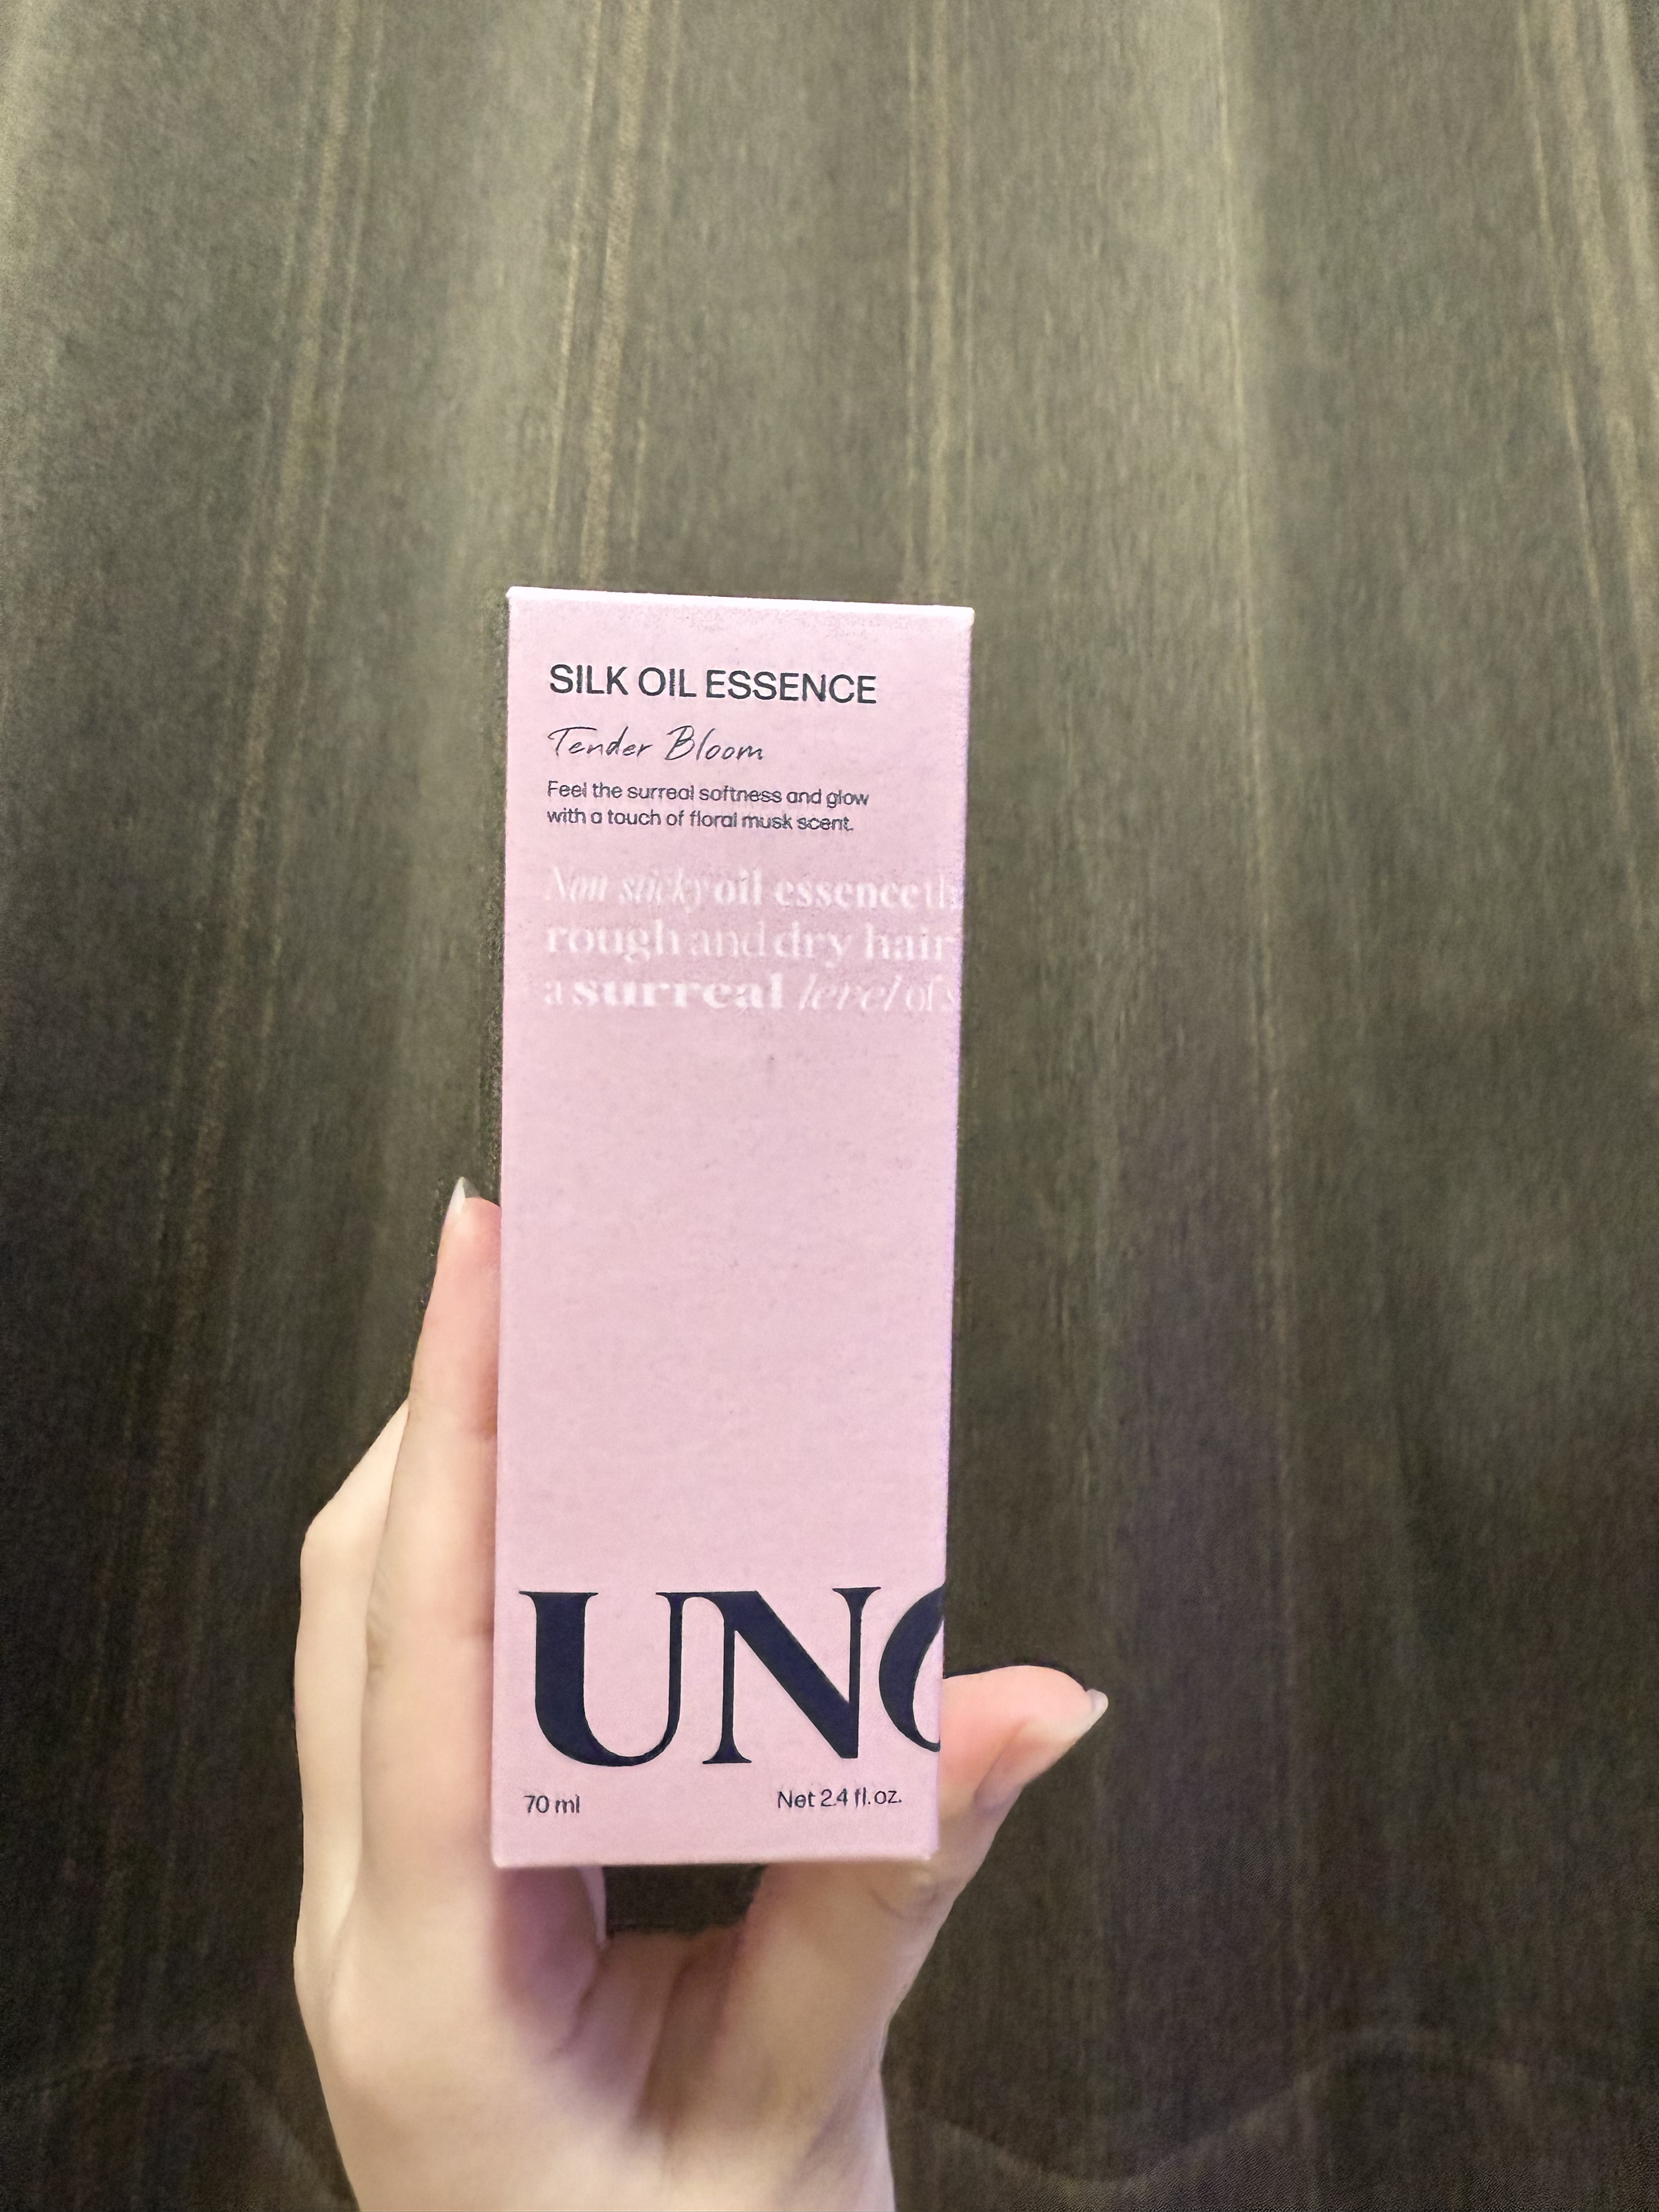 SILK OIL ESSENCE
Tender Bloom
Feel the surreal softness and glow
with a touch of floral musk scent.
Non sticky oil essence
rough and dry hair
a surreal level of
UN
70 ml
Net 2.4 fl.oz.